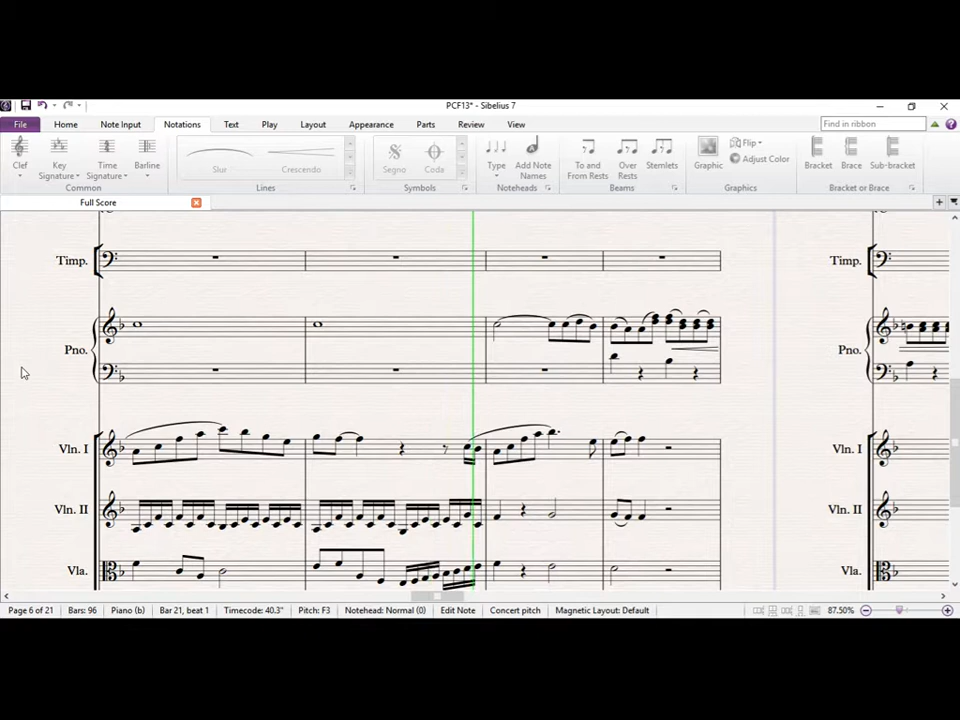 PCF13* - Sibelius 7
File Home Note Input Notations Text Play Layout Appearance Parts Review View Find in ribbon
Clef Key Signature Time Signature Barline Slur Crescendo Segno Coda Type Add Note Names To and From Rests Over Rests Stemlets Graphic Flip Adjust Color Bracket Brace Sub-bracket
Common Lines Symbols Noteheads Beams Graphics Bracket or Brace
Full Score
Timp. Timp.
Pno. Pno.
Vln. I Vln. I
Vln. II Vln. II
Vla. Vla.
Page 6 of 21 Bars: 96 Piano (b) Bar 21, beat 1 Timecode: 40.3" Pitch: F3 Notehead: Normal (0) Edit Note Concert pitch Magnetic Layout: Default 87.50%